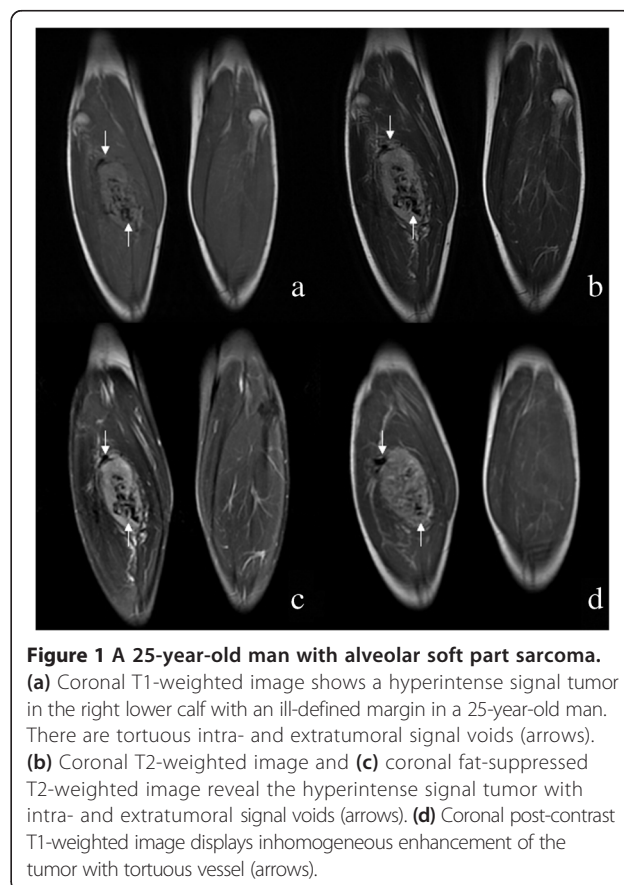 a
b
c
d
Figure 1 A 25-year-old man with alveolar soft part sarcoma.
(a) Coronal T1-weighted image shows a hyperintense signal tumor
in the right lower calf with an ill-defined margin in a 25-year-old man.
There are tortuous intra- and extratumoral signal voids (arrows).
(b) Coronal T2-weighted image and (c) coronal fat-suppressed
T2-weighted image reveal the hyperintense signal tumor with
intra- and extratumoral signal voids (arrows). (d) Coronal post-contrast
T1-weighted image displays inhomogeneous enhancement of the
tumor with tortuous vessel (arrows).